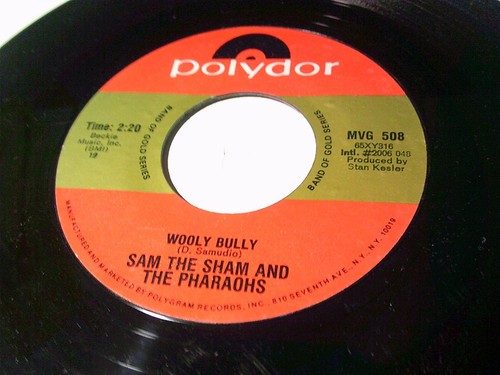 polydor
Time: 2:20
Beckie
Music, Inc.
(BMI)
19
BAND OF GOLD SERIES
BAND OF GOLD SERIES
MVG 508
65XY316
Intl. #2006 048
Produced by
Stan Kesler
WOOLY BULLY
(D. Samudio)
SAM THE SHAM AND
THE PHARAOHS
MANUFACTURED AND MARKETED BY POLYGRAM RECORDS, INC., 810 SEVENTH AVE., N.Y., N.Y. 10019